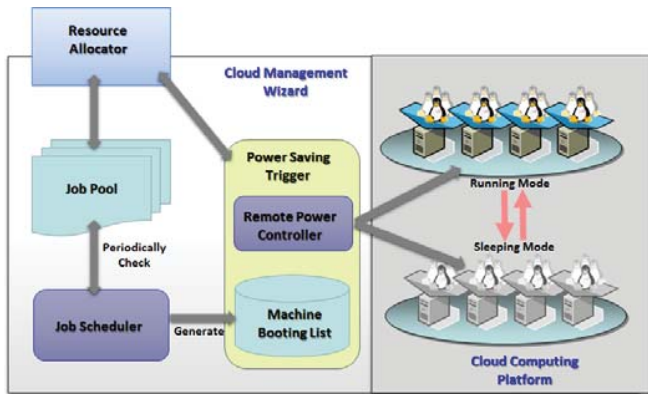 Resource
Allocator
Cloud Management
Wizard
Job Pool
Power Saving
Trigger
Remote Power
Controller
Running Mode
Periodically
Check
Sleeping Mode
Job Scheduler
Generate
Machine
Booting List
Cloud Computing
Platform